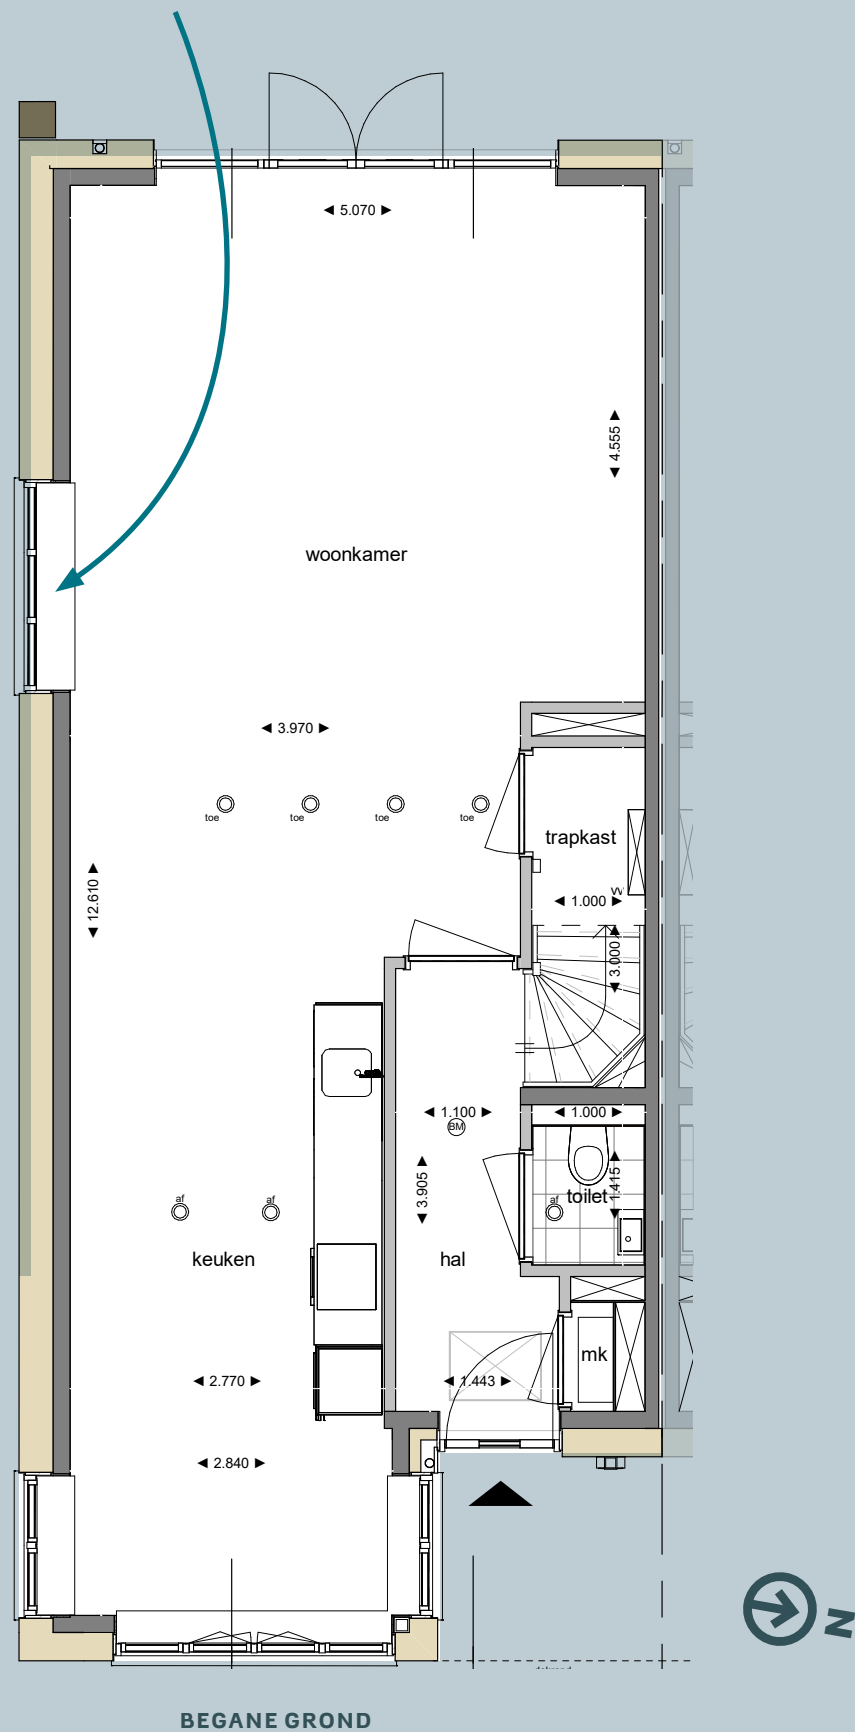 ◄ 5.070 ►
◄ 4.555 ►
woonkamer
◄ 3.970 ►
toe toe toe toe
trapkast
◄ 12.610 ►
W
◄ 1.000 ►
◄ 3.000 ►
◄ 1.100 ► ◄ 1.000 ►
BM
◄ 3.905 ► ◄ 1.415 ►
toilet
af af af
keuken hal
mk
◄ 2.770 ► ◄ 1.443 ►
◄ 2.840 ►
N
BEGANE GROND